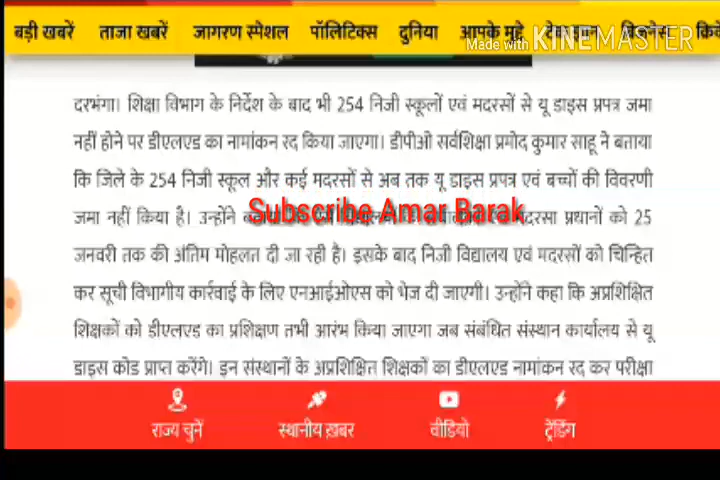 बड़ी खबरें ताजा खबरें जागरण स्पेशल पॉलिटिक्स दुनिया आपके मुद्दे बिजनेस
Made with KINEMASTER
दरभंगा। शिक्षा विभाग के निर्देश के बाद भी 254 निजी स्कूलों एवं मदरसों से यू डाइस प्रपत्र जमा
नहीं होने पर डीएलएड का नामांकन रद किया जाएगा। डीपीओ सर्वशिक्षा प्रमोद कुमार साहू ने बताया
कि जिले के 254 निजी स्कूल और कई मदरसों से अब तक यू डाइस प्रपत्र एवं बच्चों की विवरणी
जमा नहीं किया है। उन्होंने मदरसा प्रधानों को 25
Subscribe Amar Barak
जनवरी तक की अंतिम मोहलत दी जा रही है। इसके बाद निजी विद्यालय एवं मदरसों को चिन्हित
कर सूची विभागीय कार्रवाई के लिए एनआईओएस को भेज दी जाएगी। उन्होंने कहा कि अप्रशिक्षित
शिक्षकों को डीएलएड का प्रशिक्षण तभी आरंभ किया जाएगा जब संबंधित संस्थान कार्यालय से यू
डाइस कोड प्राप्त करेंगे। इन संस्थानों के अप्रशिक्षित शिक्षकों का डीएलएड नामांकन रद कर परीक्षा
राज्य चुनें स्थानीय ख़बर वीडियो ट्रेंडिंग